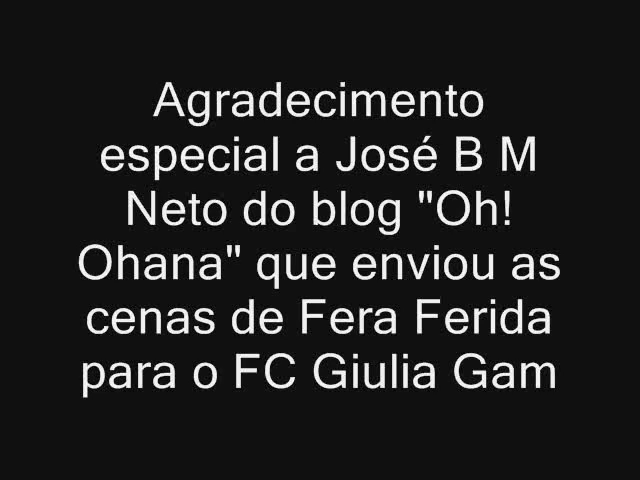 Agradecimento
especial a José B M
Neto do blog "Oh!
Ohana" que enviou as
cenas de Fera Ferida
para o FC Giulia Gam